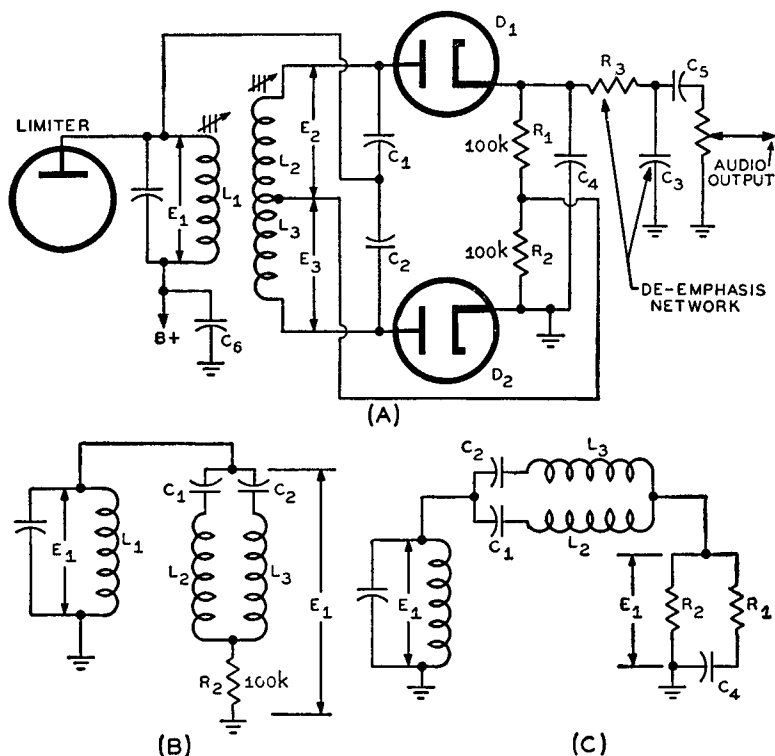 D1
LIMITER
E1
L1
L2
L3
E2
E3
C1
C2
100k
R1
100k
R2
C4
R3
C5
C3
AUDIO
OUTPUT
DE-EMPHASIS
NETWORK
B+
C6
D2
(A)
E1
L1
C1
C2
L2
L3
E1
R2
100k
(B)
C2
L3
C1
L2
E1
E1
R2
R1
C4
(C)